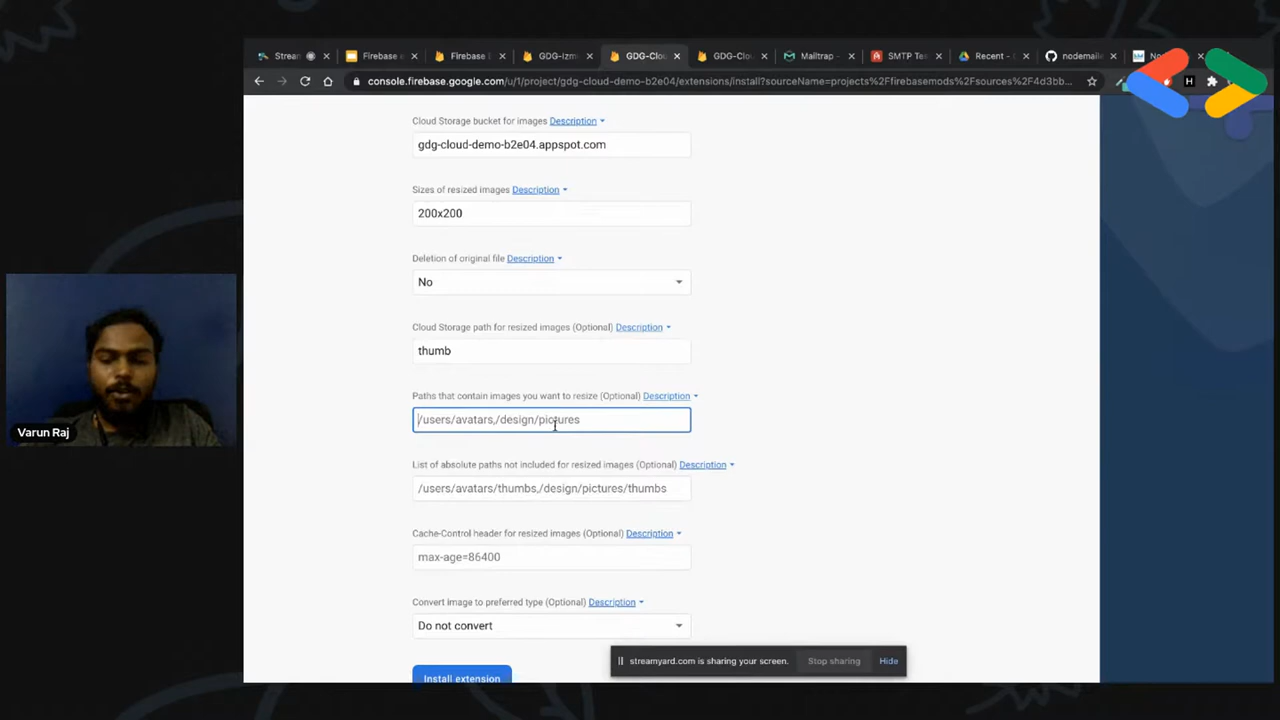 Stream
Firebase e
Firebase
GDG-Izm
GDG-Clou
GDG-Clo
Mailtrap -
SMTP Tes
Recent -
nodemaile
No
console.firebase.google.com/u/1/project/gdg-cloud-demo-b2e04/extensions/install?sourceName=projects%2Ffirebasemods%2Fsources%2F4d3bb...
H
Cloud Storage bucket for images Description
gdg-cloud-demo-b2e04.appspot.com
Sizes of resized images Description
200x200
Deletion of original file Description
No
Cloud Storage path for resized images (Optional) Description
thumb
Paths that contain images you want to resize (Optional) Description
/users/avatars,/design/pictures
List of absolute paths not included for resized images (Optional) Description
/users/avatars/thumbs,/design/pictures/thumbs
Cache-Control header for resized images (Optional) Description
max-age=86400
Convert image to preferred type (Optional) Description
Do not convert
Install extension
streamyard.com is sharing your screen. Stop sharing Hide
Varun Raj